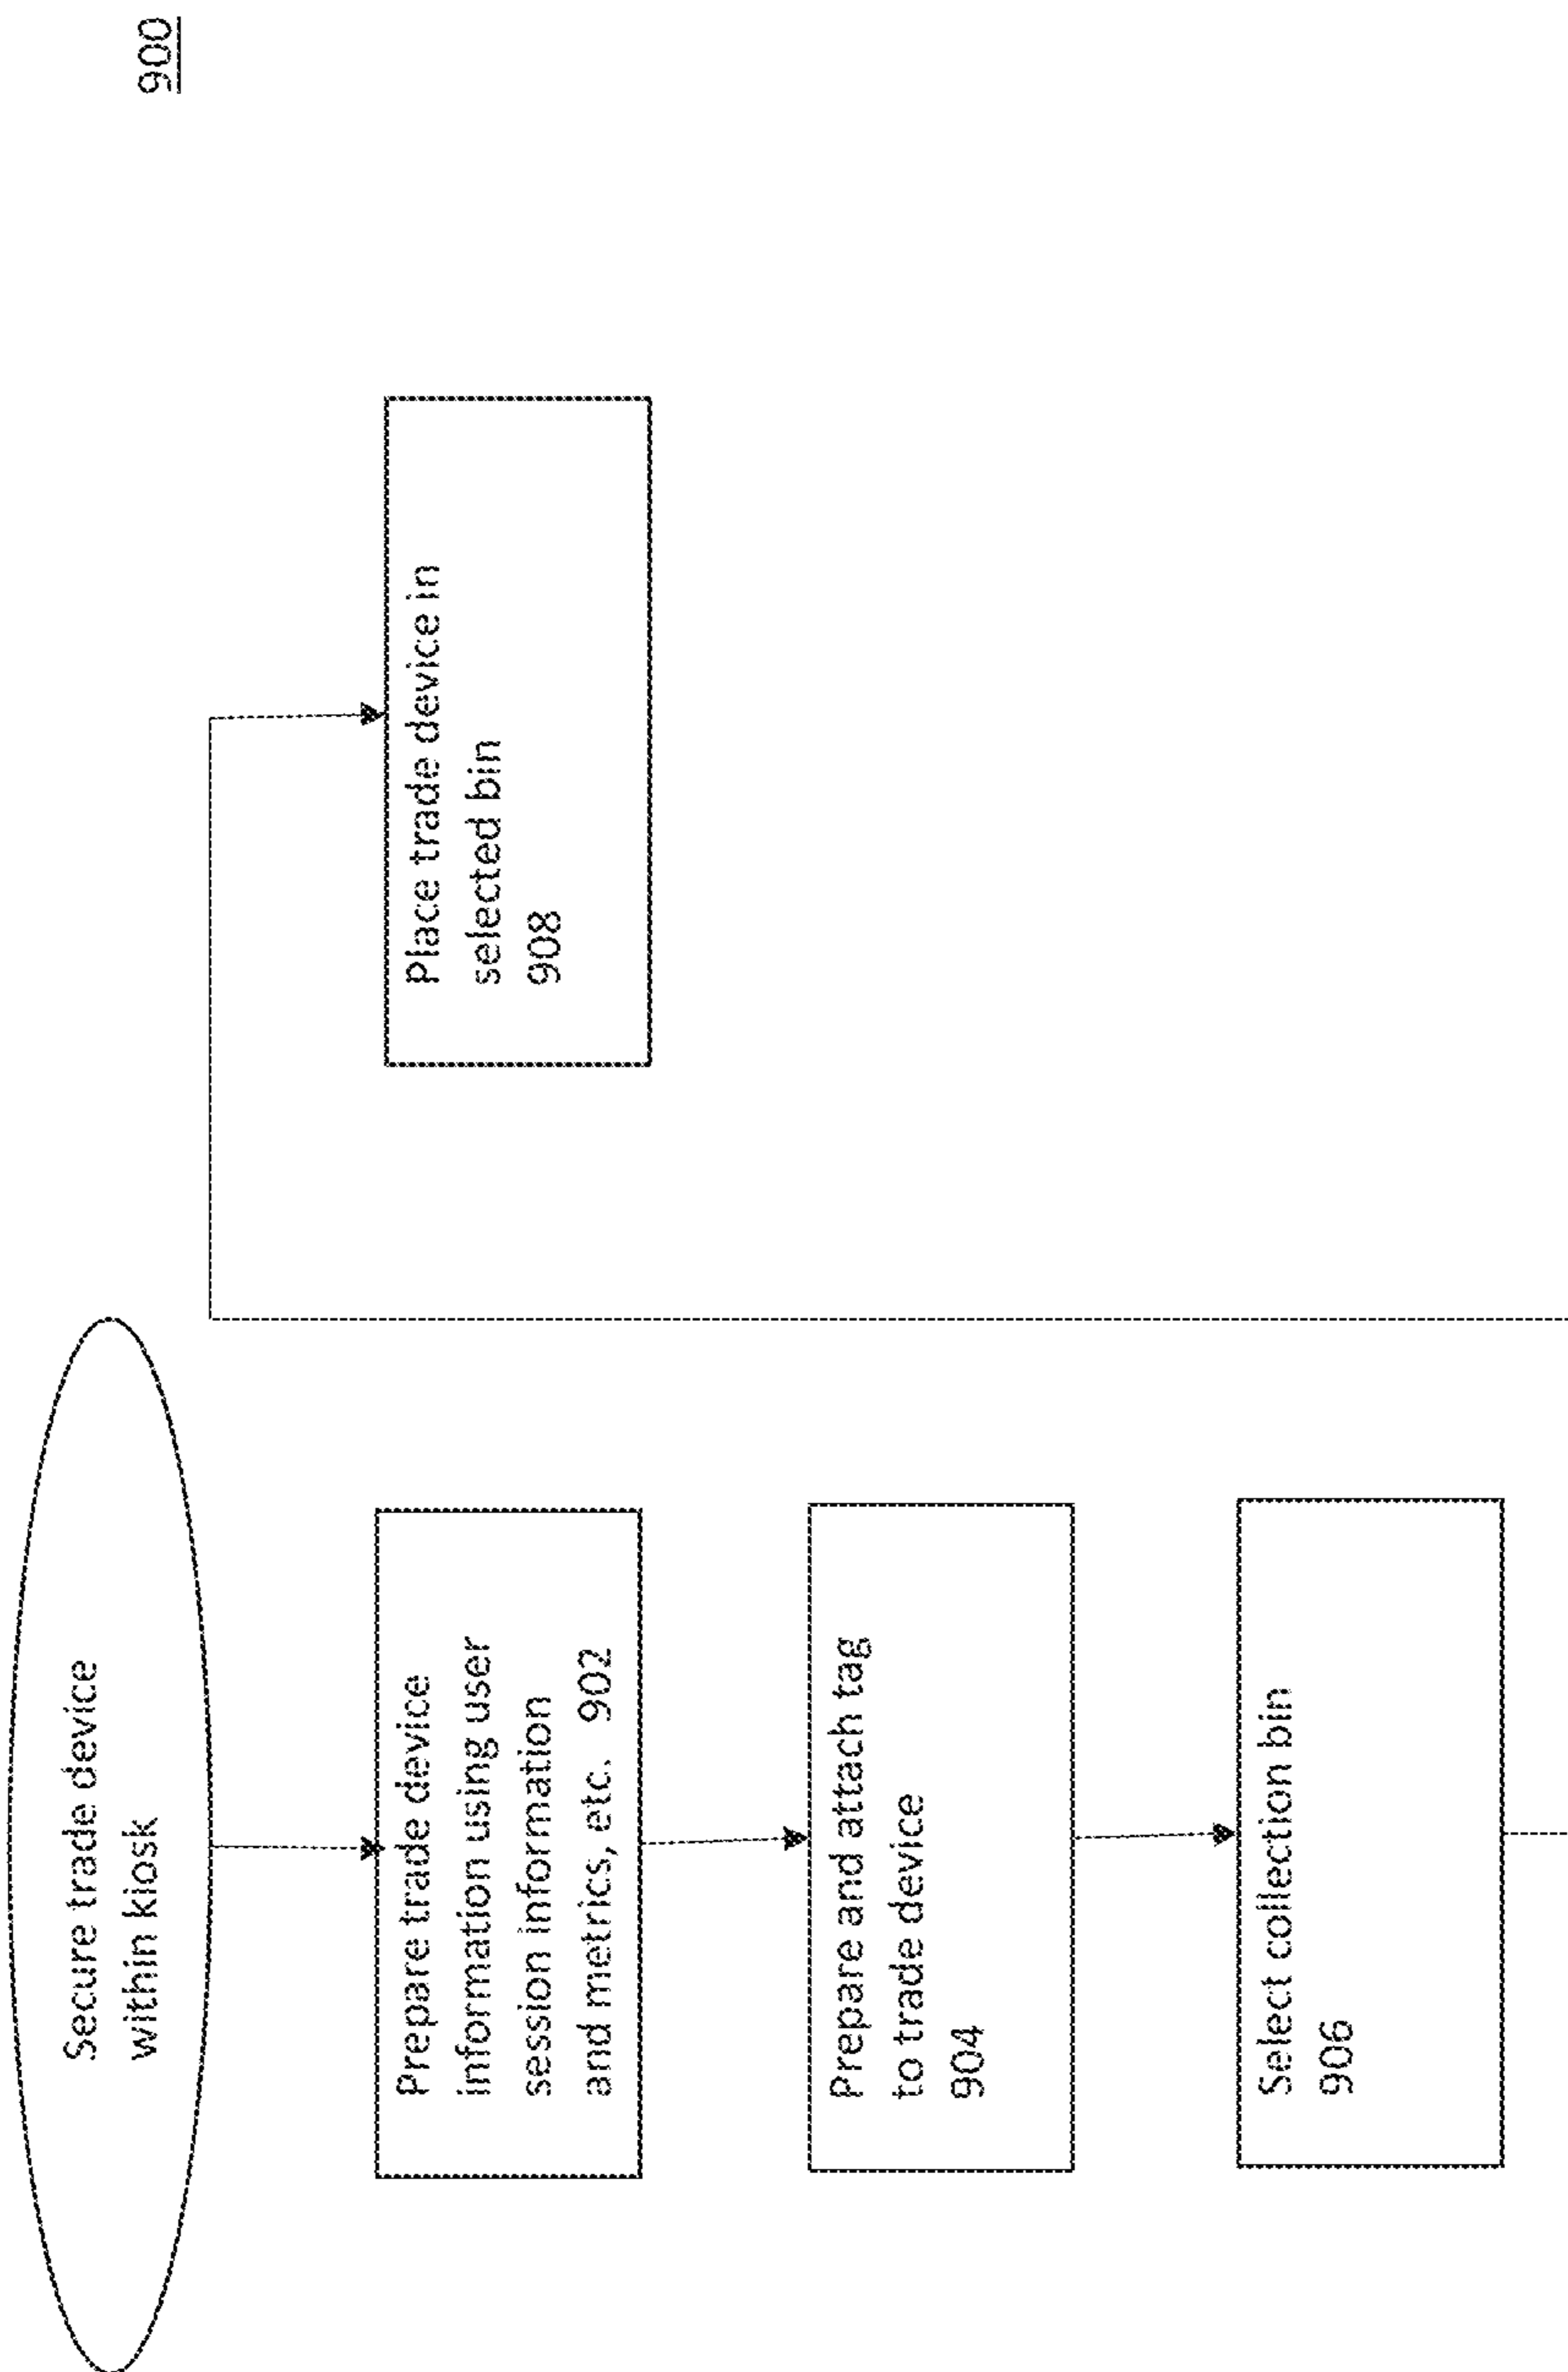 900
Secure trade device
within kiosk
Prepare trade device
information using user
session information
and metrics, etc. 902
Prepare and attach tag
to trade device
904
Select collection bin
906
Place trade device in
selected bin
908